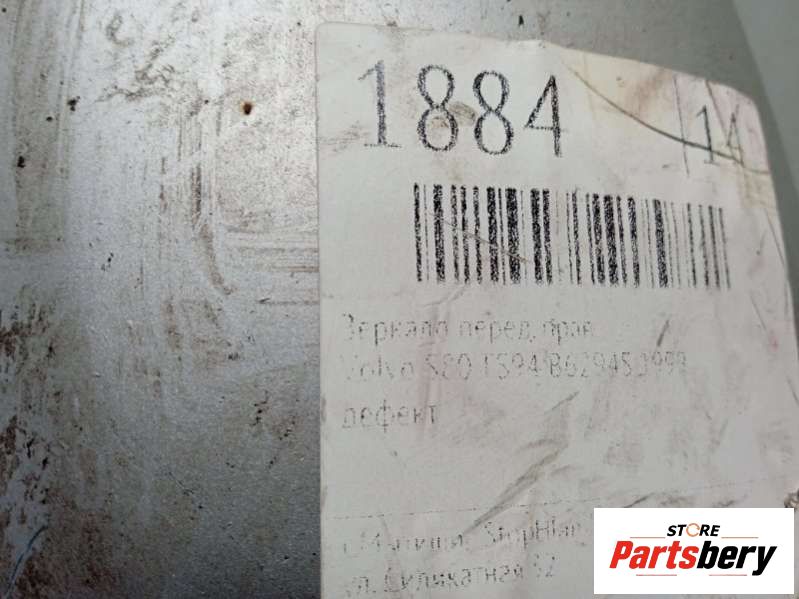 1884
14
Зеркало перед. прав
Volvo S80 TS94 B6294S 1999
дефект
ул. Силикатная 52
STORE
Partsbery